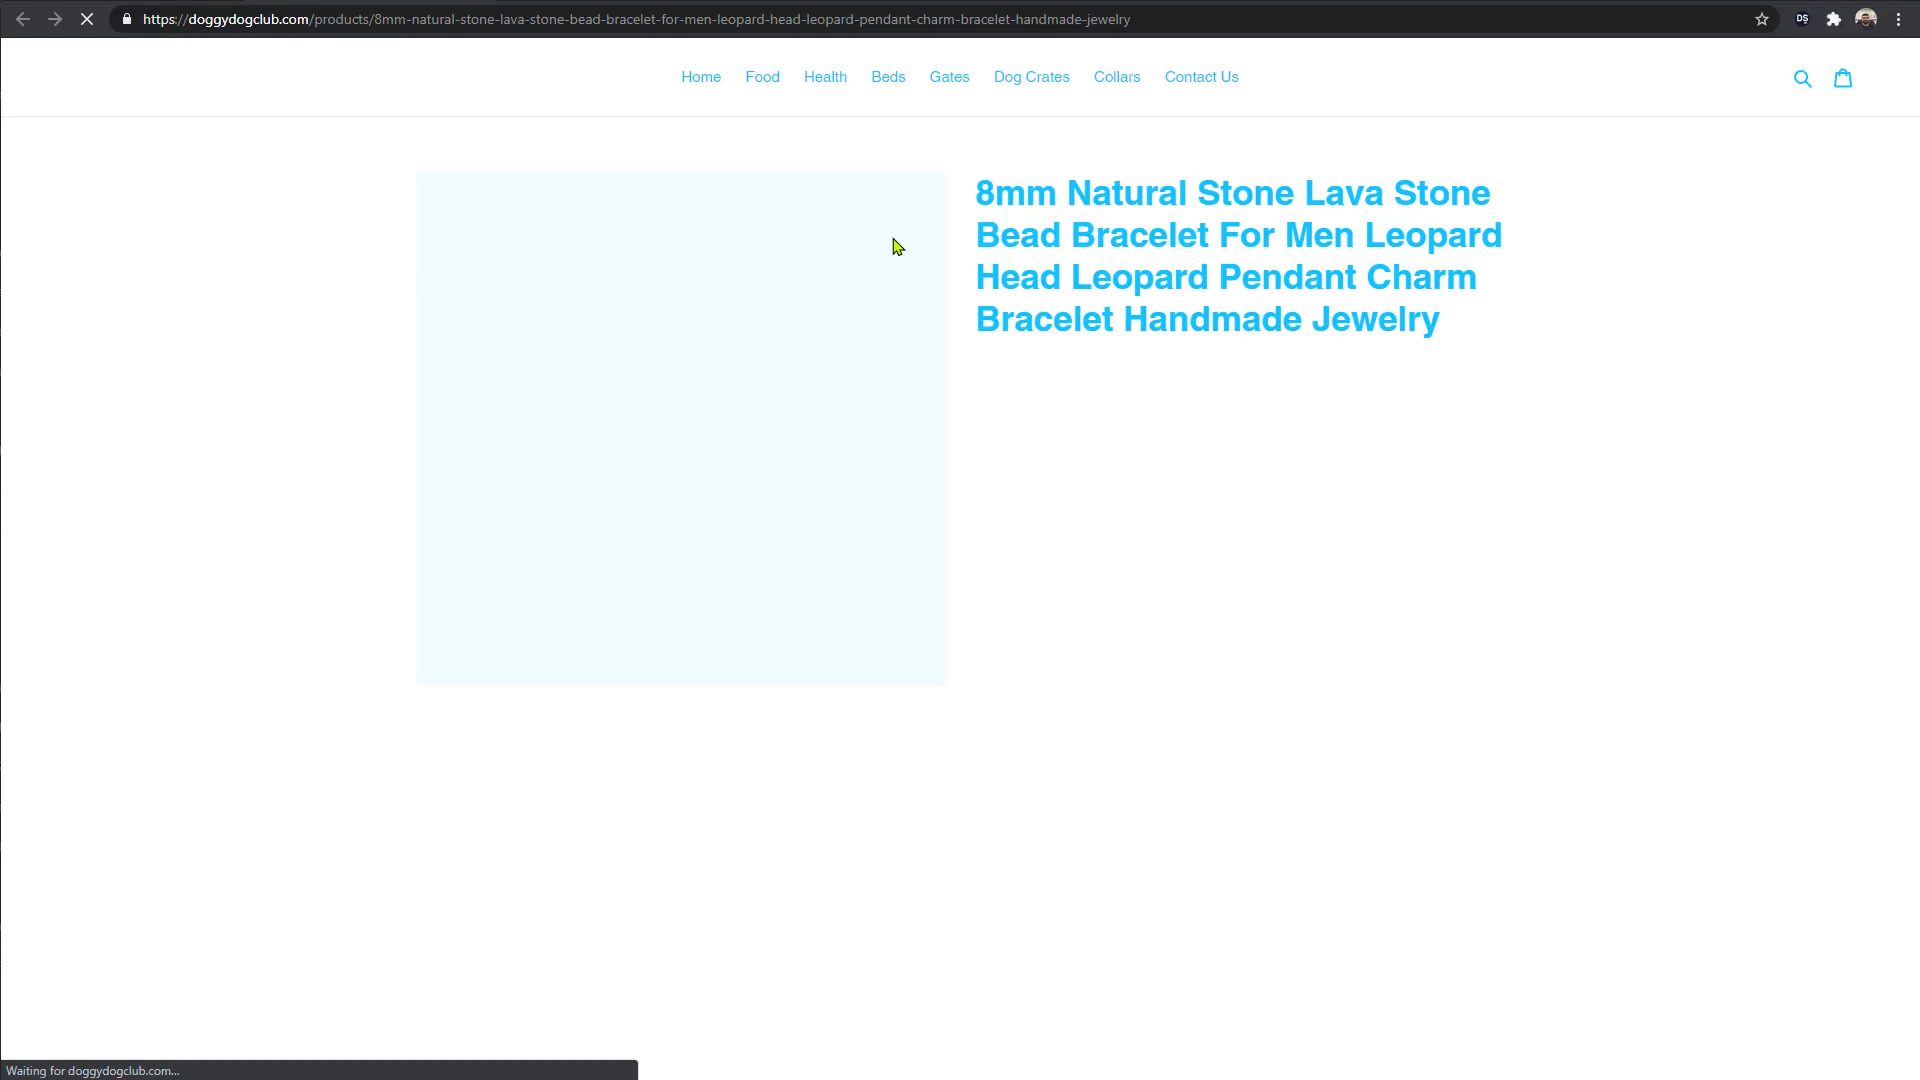 https://doggydogclub.com/products/8mm-natural-stone-lava-stone-bead-bracelet-for-men-leopard-head-leopard-pendant-charm-bracelet-handmade-jewelry
DS
Home Food Health Beds Gates Dog Crates Collars Contact Us
8mm Natural Stone Lava Stone
Bead Bracelet For Men Leopard
Head Leopard Pendant Charm
Bracelet Handmade Jewelry
Waiting for doggydogclub.com...